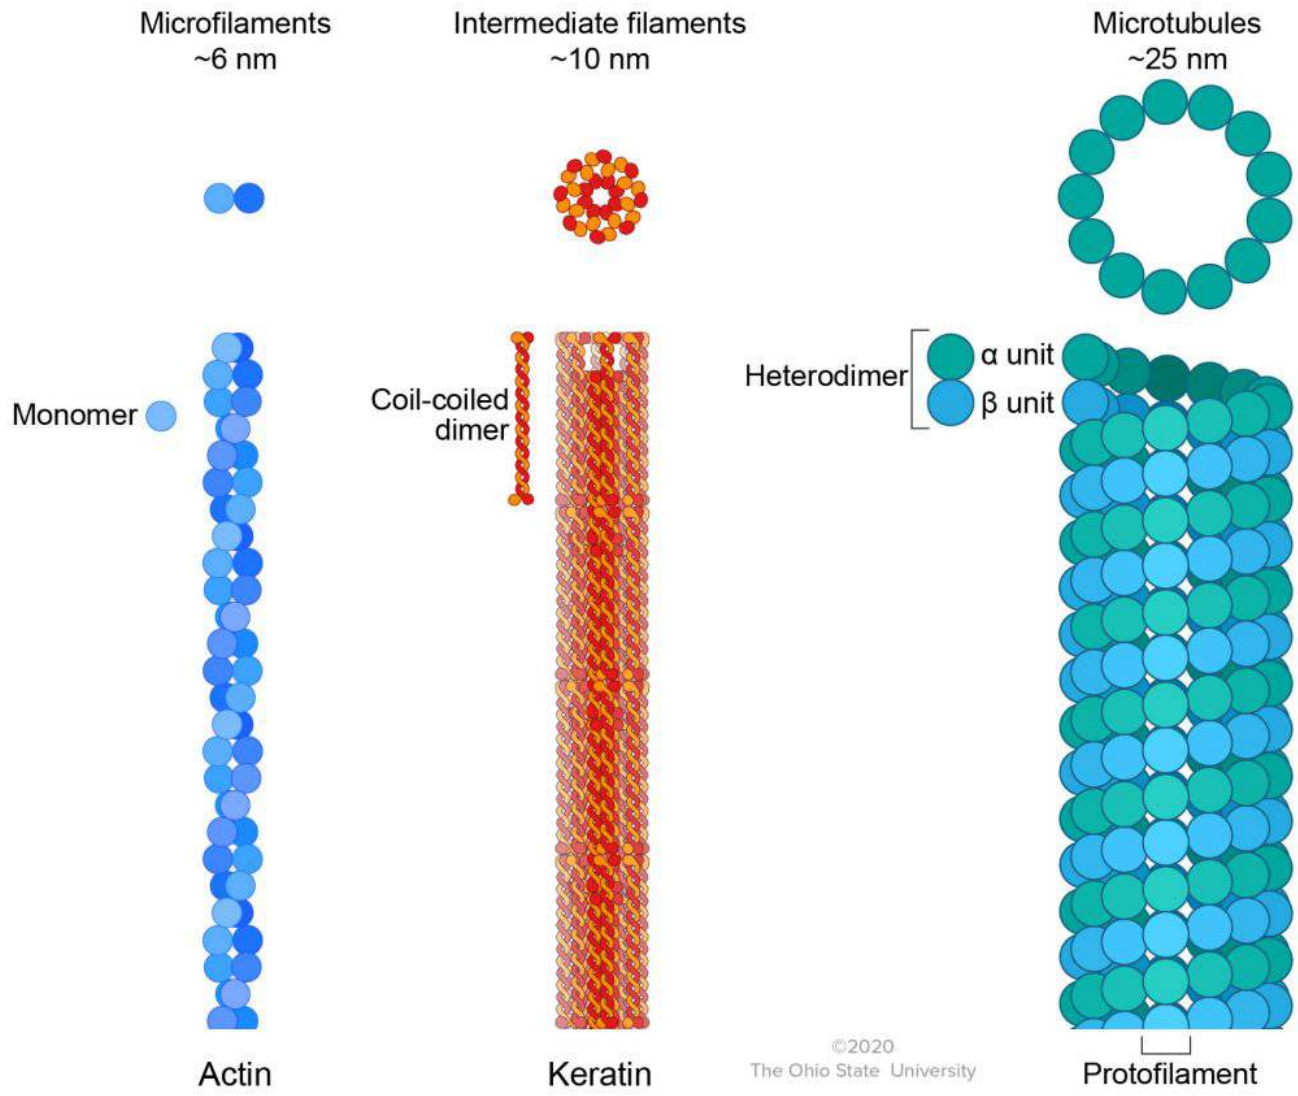 Microfilaments
~6 nm
Intermediate filaments
~10 nm
Microtubules
~25 nm
Monomer
Coil-coiled
dimer
Heterodimer
α unit
β unit
Actin
Keratin
©2020
The Ohio State University
Protofilament